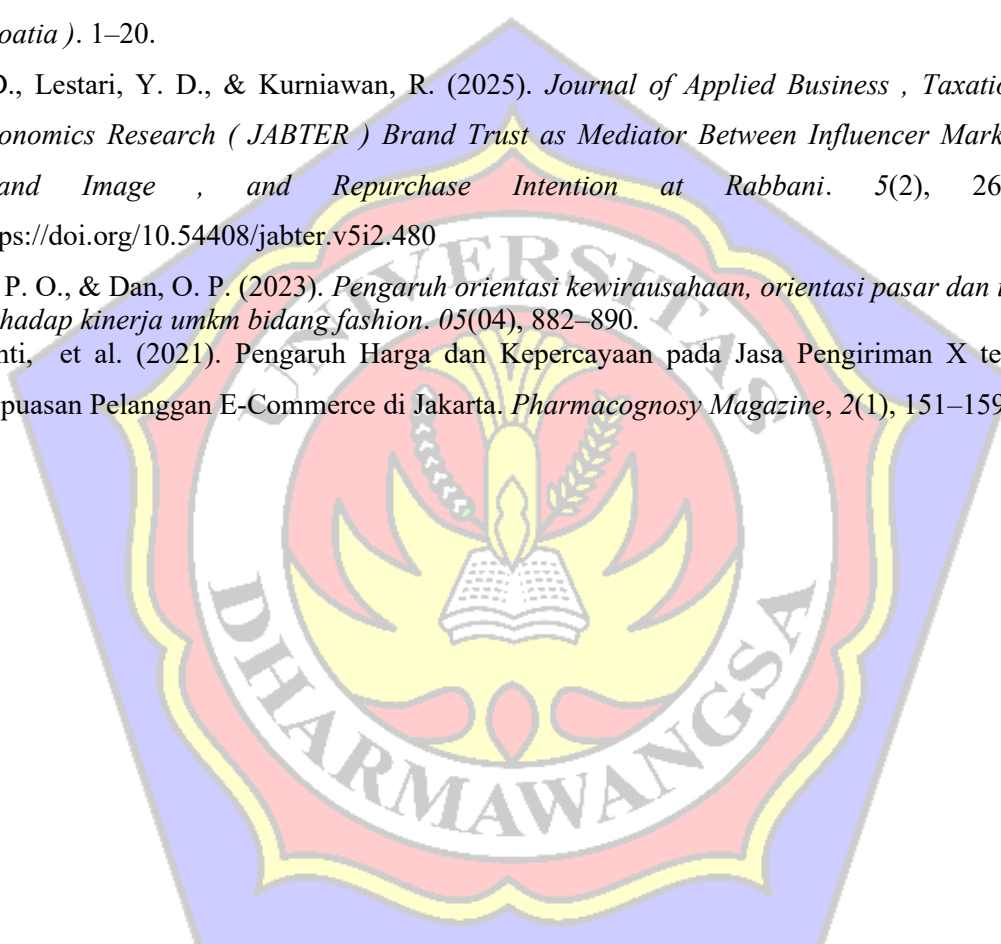 oatia ). 1–20.
D., Lestari, Y. D., & Kurniawan, R. (2025). Journal of Applied Business , Taxatio
onomics Research ( JABTER ) Brand Trust as Mediator Between Influencer Mark
and Image , and Repurchase Intention at Rabbani. 5(2), 26
ps://doi.org/10.54408/jabter.v5i2.480
P. O., & Dan, O. P. (2023). Pengaruh orientasi kewirausahaan, orientasi pasar dan i
hadap kinerja umkm bidang fashion. 05(04), 882–890.
nti, et al. (2021). Pengaruh Harga dan Kepercayaan pada Jasa Pengiriman X te
puasan Pelanggan E-Commerce di Jakarta. Pharmacognosy Magazine, 2(1), 151–159
UNIVERSITAS
DHARMAWANGSA